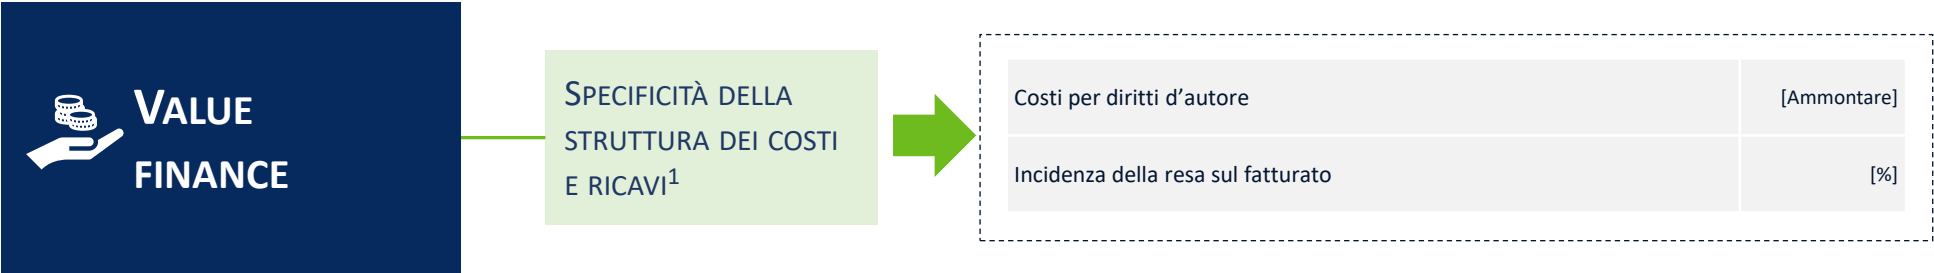 VALUE
FINANCE
SPECIFICITÀ DELLA
STRUTTURA DEI COSTI
E RICAVI1
Costi per diritti d’autore [Ammontare]
Incidenza della resa sul fatturato [%]